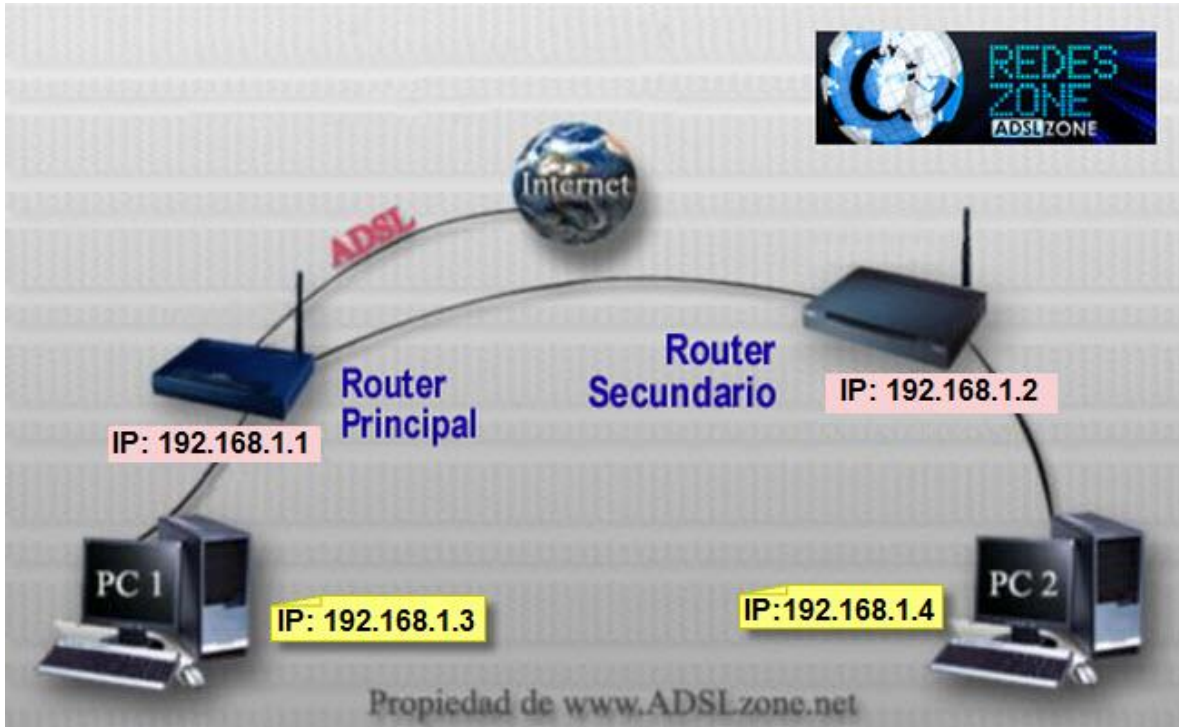 REDES
ZONE
ADSLZONE
Internet
ADSL
Router
Principal
IP: 192.168.1.1
Router
Secundario
IP: 192.168.1.2
PC 1
IP: 192.168.1.3
IP:192.168.1.4
PC 2
Propiedad de www.ADSLzone.net